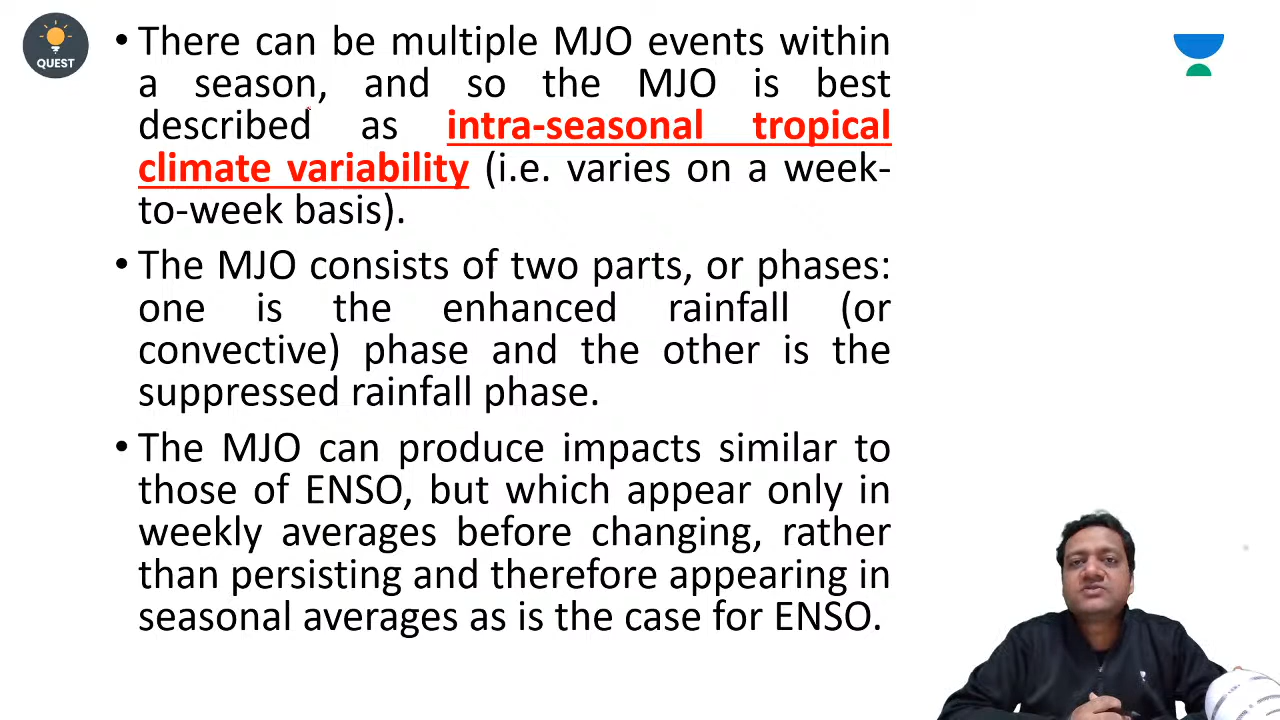 QUEST
• There can be multiple MJO events within
a season, and so the MJO is best
described as intra-seasonal tropical
climate variability (i.e. varies on a week-
to-week basis).
• The MJO consists of two parts, or phases:
one is the enhanced rainfall (or
convective) phase and the other is the
suppressed rainfall phase.
• The MJO can produce impacts similar to
those of ENSO, but which appear only in
weekly averages before changing, rather
than persisting and therefore appearing in
seasonal averages as is the case for ENSO.